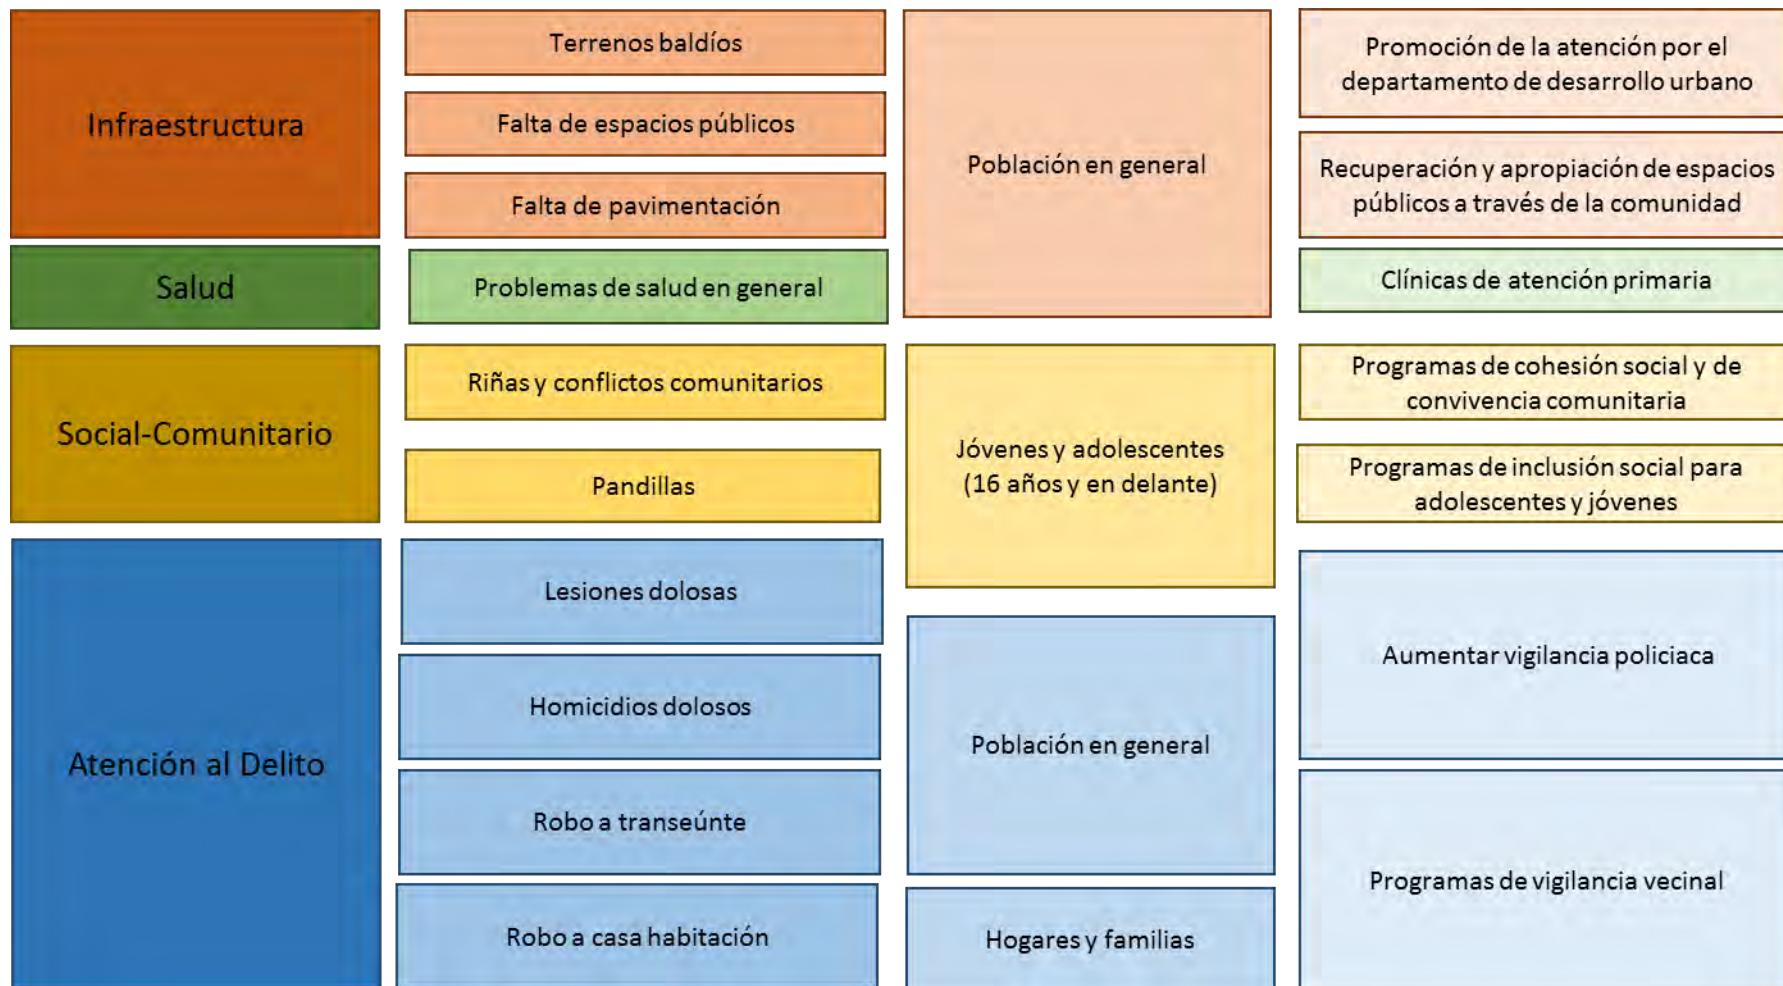 Infraestructura
Terrenos baldíos
Falta de espacios públicos
Falta de pavimentación
Población en general
Promoción de la atención por el
departamento de desarrollo urbano
Recuperación y apropiación de espacios
públicos a través de la comunidad
Salud
Problemas de salud en general
Clínicas de atención primaria
Social-Comunitario
Riñas y conflictos comunitarios
Pandillas
Jóvenes y adolescentes
(16 años y en delante)
Programas de cohesión social y de
convivencia comunitaria
Programas de inclusión social para
adolescentes y jóvenes
Atención al Delito
Lesiones dolosas
Homicidios dolosos
Robo a transeúnte
Robo a casa habitación
Población en general
Hogares y familias
Aumentar vigilancia policiaca
Programas de vigilancia vecinal